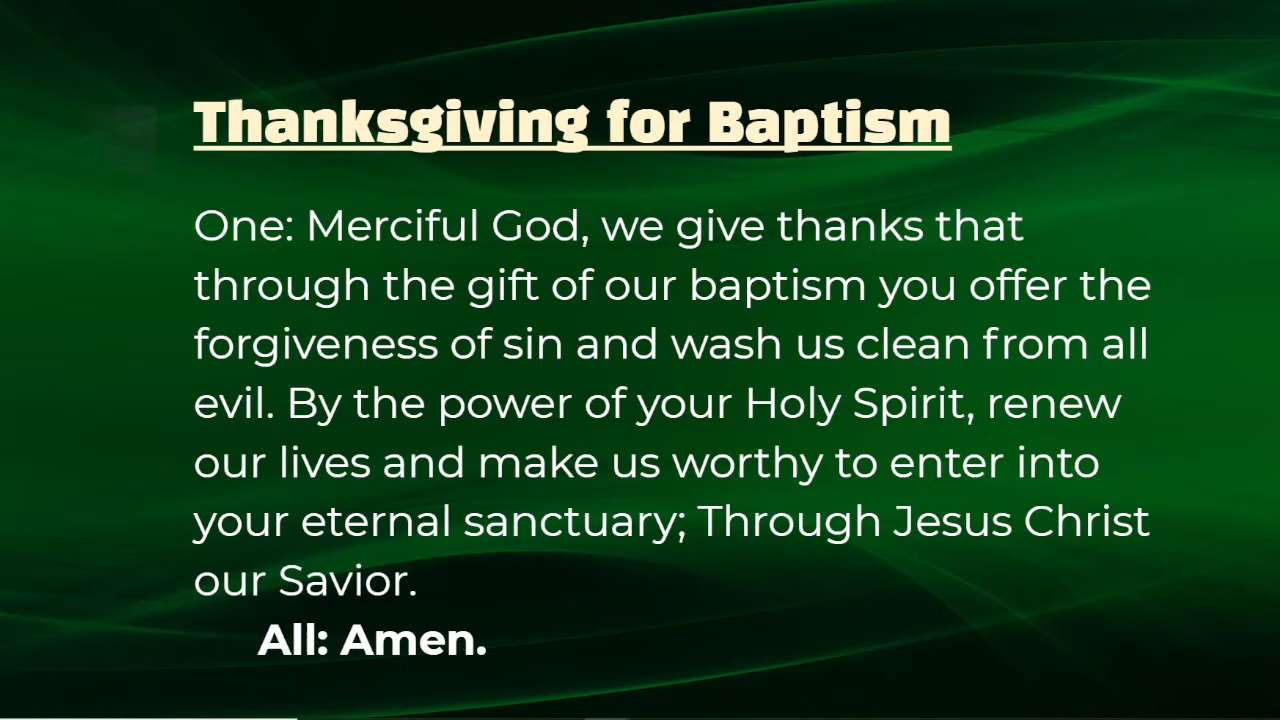 Thanksgiving for Baptism
One: Merciful God, we give thanks that
through the gift of our baptism you offer the
forgiveness of sin and wash us clean from all
evil. By the power of your Holy Spirit, renew
our lives and make us worthy to enter into
your eternal sanctuary; Through Jesus Christ
our Savior.
All: Amen.